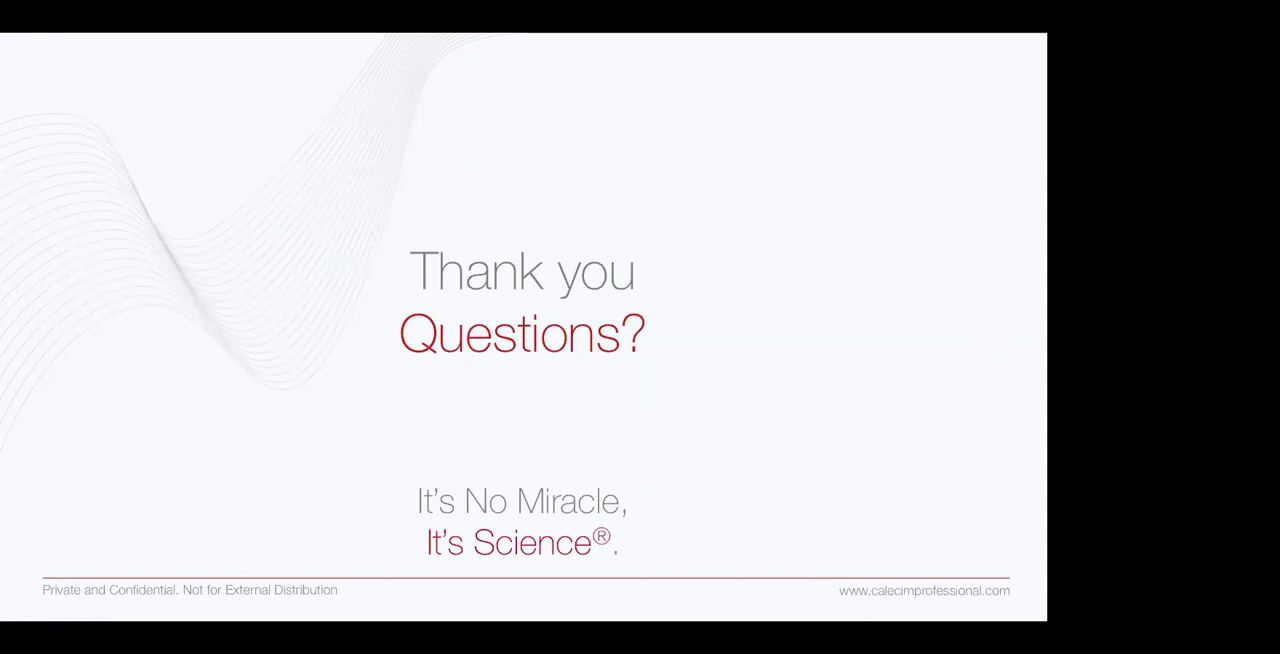 Thank you
Questions?
It's No Miracle,
It's Science®.
Private and Confidential. Not for External Distribution
www.calecimprofessional.com